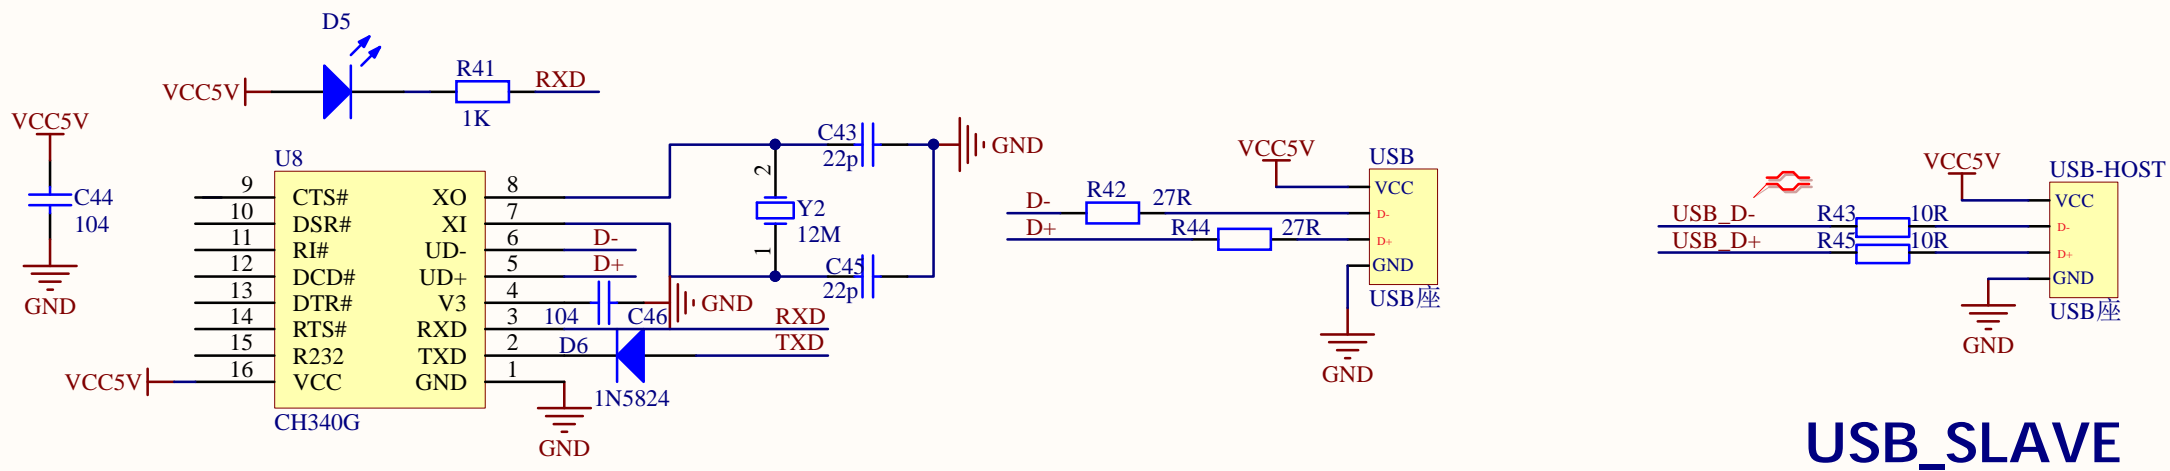 D5
VCC5V
R41
1K
RXD
VCC5V
C44
104
GND
U8
9 CTS# XO 8
10 DSR# XI 7
11 RI# UD- 6
12 DCD# UD+ 5
13 DTR# V3 4
14 RTS# RXD 3
15 R232 TXD 2
16 VCC GND 1
VCC5V
CH340G
D-
D+
104
C46
GND
RXD
TXD
D6
1N5824
GND
C43
22p
GND
2
Y2
12M
1
C45
22p
VCC5V
USB
D- R42 27R
D+ R44 27R
VCC
D-
D+
GND
USB座
GND
VCC5V
USB-HOST
USB_D- R43 10R
USB_D+ R45 10R
VCC
D-
D+
GND
USB座
GND
USB_SLAVE